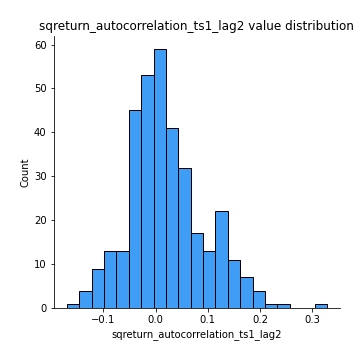 sqreturn_autocorrelation_ts1_lag2 value distribution
60
50
40
30
20
10
0
Count
−0.1 0.0 0.1 0.2 0.3
sqreturn_autocorrelation_ts1_lag2